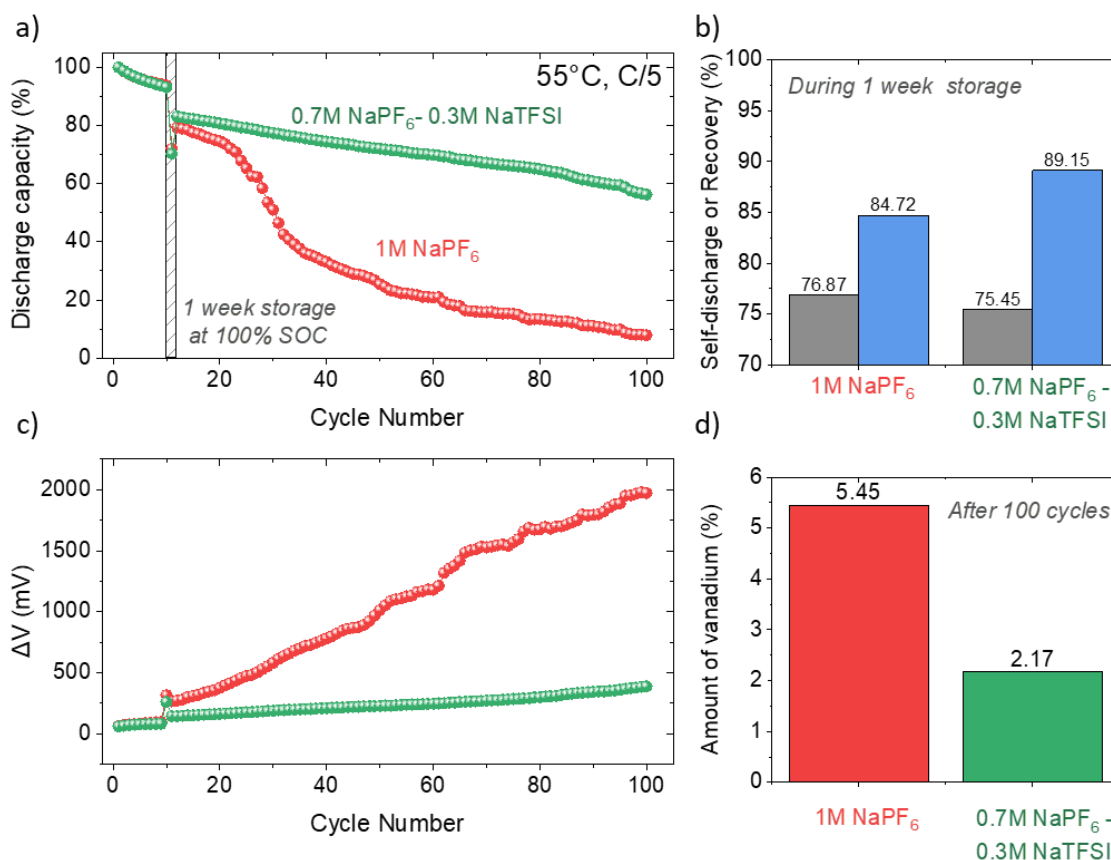 a)
Discharge capacity (%)
100
80
60
40
20
0
55°C, C/5
0.7M NaPF₆- 0.3M NaTFSI
1M NaPF₆
1 week storage
at 100% SOC
0 20 40 60 80 100
Cycle Number
b)
Self-discharge or Recovery (%)
95
90
85
80
75
70
During 1 week storage
76.87
84.72
75.45
89.15
1M NaPF₆
0.7M NaPF₆ -
0.3M NaTFSI
c)
ΔV (mV)
2000
1500
1000
500
0
0 20 40 60 80 100
Cycle Number
d)
Amount of vanadium (%)
6
5
4
3
2
1
0
5.45
After 100 cycles
2.17
1M NaPF₆
0.7M NaPF₆ -
0.3M NaTFSI